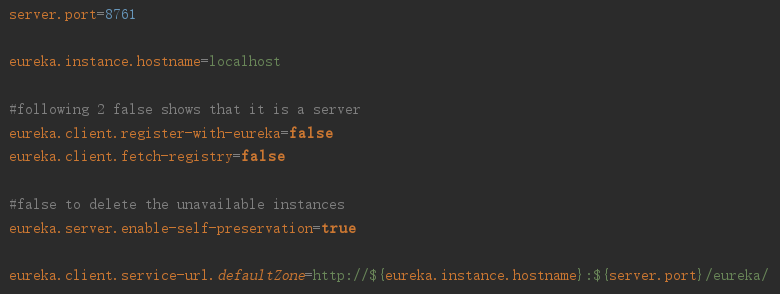 server.port=8761
eureka.instance.hostname=localhost
#following 2 false shows that it is a server
eureka.client.register-with-eureka=false
eureka.client.fetch-registry=false
#false to delete the unavailable instances
eureka.server.enable-self-preservation=true
eureka.client.service-url.defaultZone=http://${eureka.instance.hostname}:${server.port}/eureka/